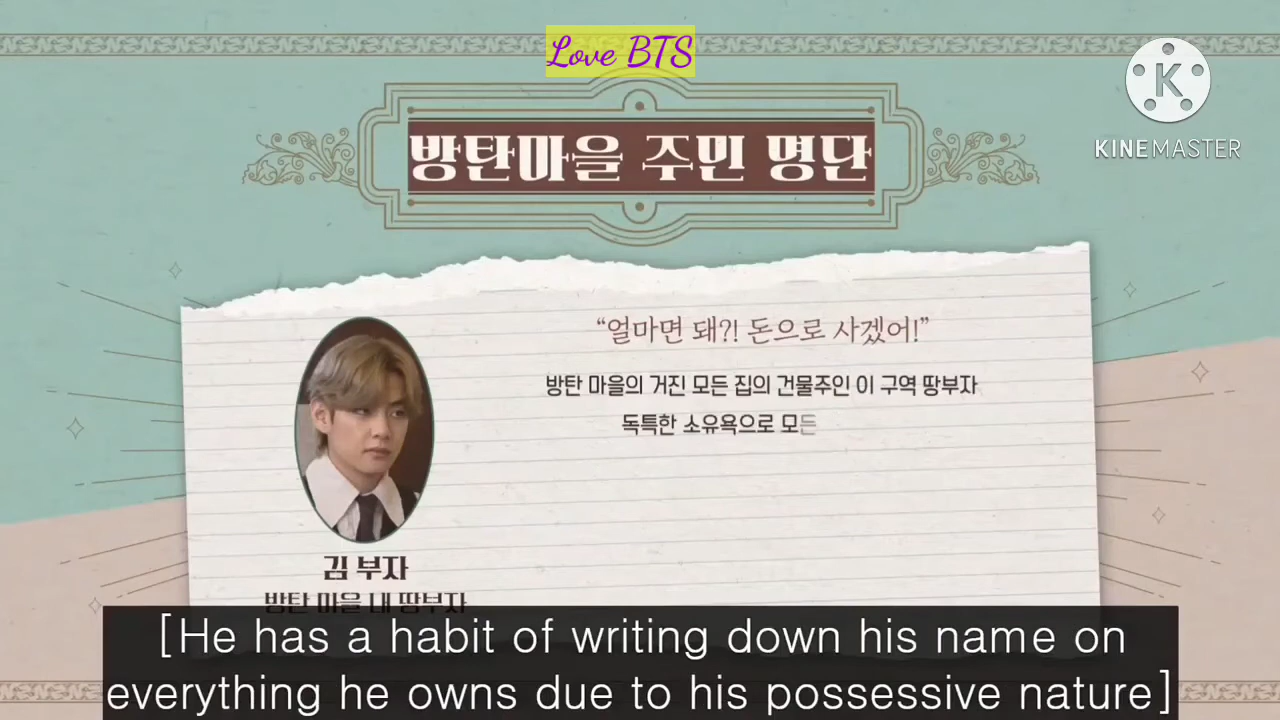 Love BTS
K
KINEMASTER
방탄마을 주민 명단
“얼마면 돼?! 돈으로 사겠어!”
방탄 마을의 거진 모든 집의 건물주인 이 구역 땅부자
독특한 소유욕으로 모든
김 부자
방탄 마을 내 땅부자
[He has a habit of writing down his name on
everything he owns due to his possessive nature]